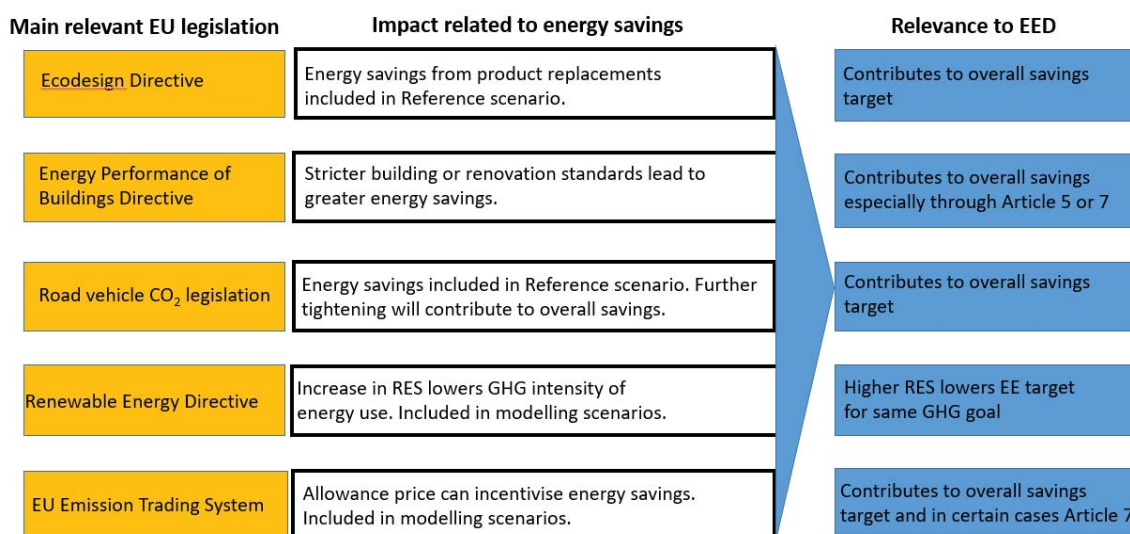 Main relevant EU legislation
Impact related to energy savings
Relevance to EED
Ecodesign Directive
Energy savings from product replacements
included in Reference scenario.
Contributes to overall savings
target
Energy Performance of
Buildings Directive
Stricter building or renovation standards lead to
greater energy savings.
Contributes to overall savings
especially through Article 5 or 7
Road vehicle CO₂ legislation
Energy savings included in Reference scenario. Further
tightening will contribute to overall savings.
Contributes to overall savings
target
Renewable Energy Directive
Increase in RES lowers GHG intensity of
energy use. Included in modelling scenarios.
Higher RES lowers EE target
for same GHG goal
EU Emission Trading System
Allowance price can incentivise energy savings.
Included in modelling scenarios.
Contributes to overall savings
target and in certain cases Article 7